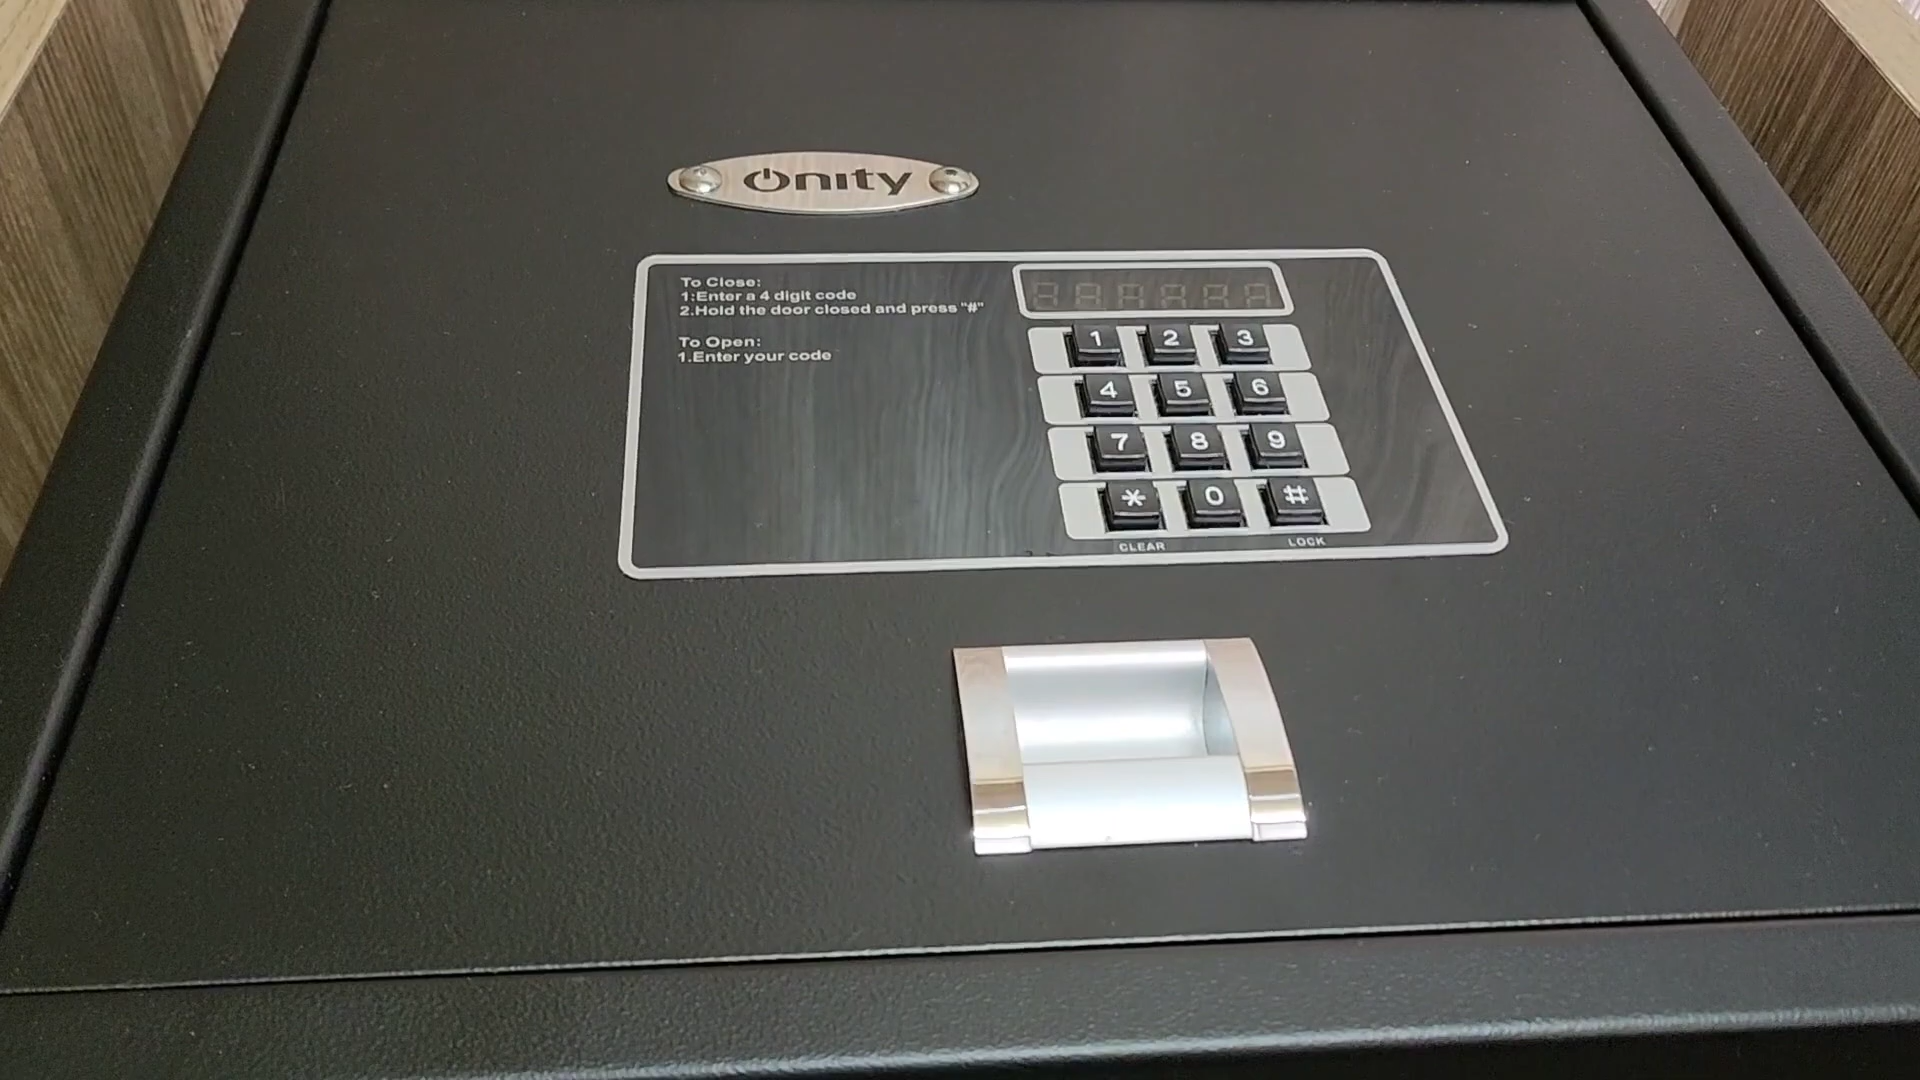 Onity
To Close:
1:Enter a 4 digit code
2.Hold the door closed and press "#"
To Open:
1.Enter your code
1 2 3
4 5 6
7 8 9
* 0 #
CLEAR LOCK